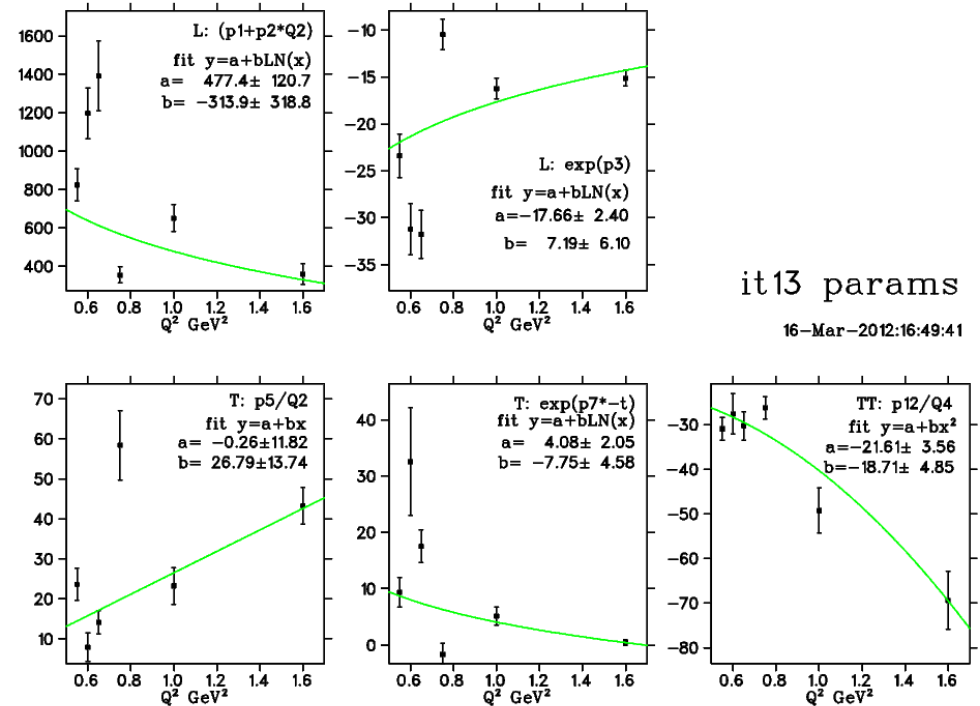 L: (p1+p2*Q2)
fit y=a+bLN(x)
a= 477.4± 120.7
b= −313.9± 318.8
1600
1400
1200
1000
800
600
400
0.6 0.8 1.0 1.2 1.4 1.6
Q² GeV²
L: exp(p3)
fit y=a+bLN(x)
a=−17.66± 2.40
b= 7.19± 6.10
−10
−15
−20
−25
−30
−35
0.6 0.8 1.0 1.2 1.4 1.6
Q² GeV²
it13 params
16−Mar−2012:16:49:41
T: p5/Q2
fit y=a+bx
a= −0.26±11.82
b= 26.79±13.74
70
60
50
40
30
20
10
0.6 0.8 1.0 1.2 1.4 1.6
Q² GeV²
T: exp(p7*−t)
fit y=a+bLN(x)
a= 4.08± 2.05
b= −7.75± 4.58
40
30
20
10
0
0.6 0.8 1.0 1.2 1.4 1.6
Q² GeV²
TT: p12/Q4
fit y=a+bx²
a=−21.61± 3.56
b=−18.71± 4.85
−30
−40
−50
−60
−70
−80
0.6 0.8 1.0 1.2 1.4 1.6
Q² GeV²